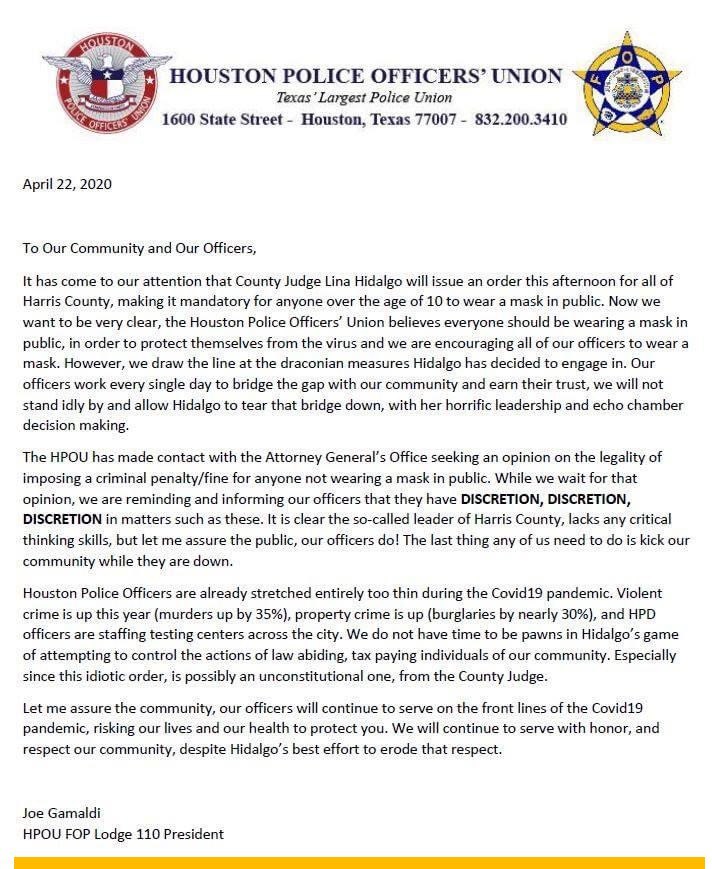 HOUSTON
POLICE OFFICERS' UNION
F O P
HOUSTON POLICE OFFICERS' UNION
Texas' Largest Police Union
1600 State Street - Houston, Texas 77007 - 832.200.3410
April 22, 2020
To Our Community and Our Officers,
It has come to our attention that County Judge Lina Hidalgo will issue an order this afternoon for all of
Harris County, making it mandatory for anyone over the age of 10 to wear a mask in public. Now we
want to be very clear, the Houston Police Officers' Union believes everyone should be wearing a mask in
public, in order to protect themselves from the virus and we are encouraging all of our officers to wear a
mask. However, we draw the line at the draconian measures Hidalgo has decided to engage in. Our
officers work every single day to bridge the gap with our community and earn their trust, we will not
stand idly by and allow Hidalgo to tear that bridge down, with her horrific leadership and echo chamber
decision making.
The HPOU has made contact with the Attorney General's Office seeking an opinion on the legality of
imposing a criminal penalty/fine for anyone not wearing a mask in public. While we wait for that
opinion, we are reminding and informing our officers that they have DISCRETION, DISCRETION,
DISCRETION in matters such as these. It is clear the so-called leader of Harris County, lacks any critical
thinking skills, but let me assure the public, our officers do! The last thing any of us need to do is kick our
community while they are down.
Houston Police Officers are already stretched entirely too thin during the Covid19 pandemic. Violent
crime is up this year (murders up by 35%), property crime is up (burglaries by nearly 30%), and HPD
officers are staffing testing centers across the city. We do not have time to be pawns in Hidalgo's game
of attempting to control the actions of law abiding, tax paying individuals of our community. Especially
since this idiotic order, is possibly an unconstitutional one, from the County Judge.
Let me assure the community, our officers will continue to serve on the front lines of the Covid19
pandemic, risking our lives and our health to protect you. We will continue to serve with honor, and
respect our community, despite Hidalgo's best effort to erode that respect.
Joe Gamaldi
HPOU FOP Lodge 110 President